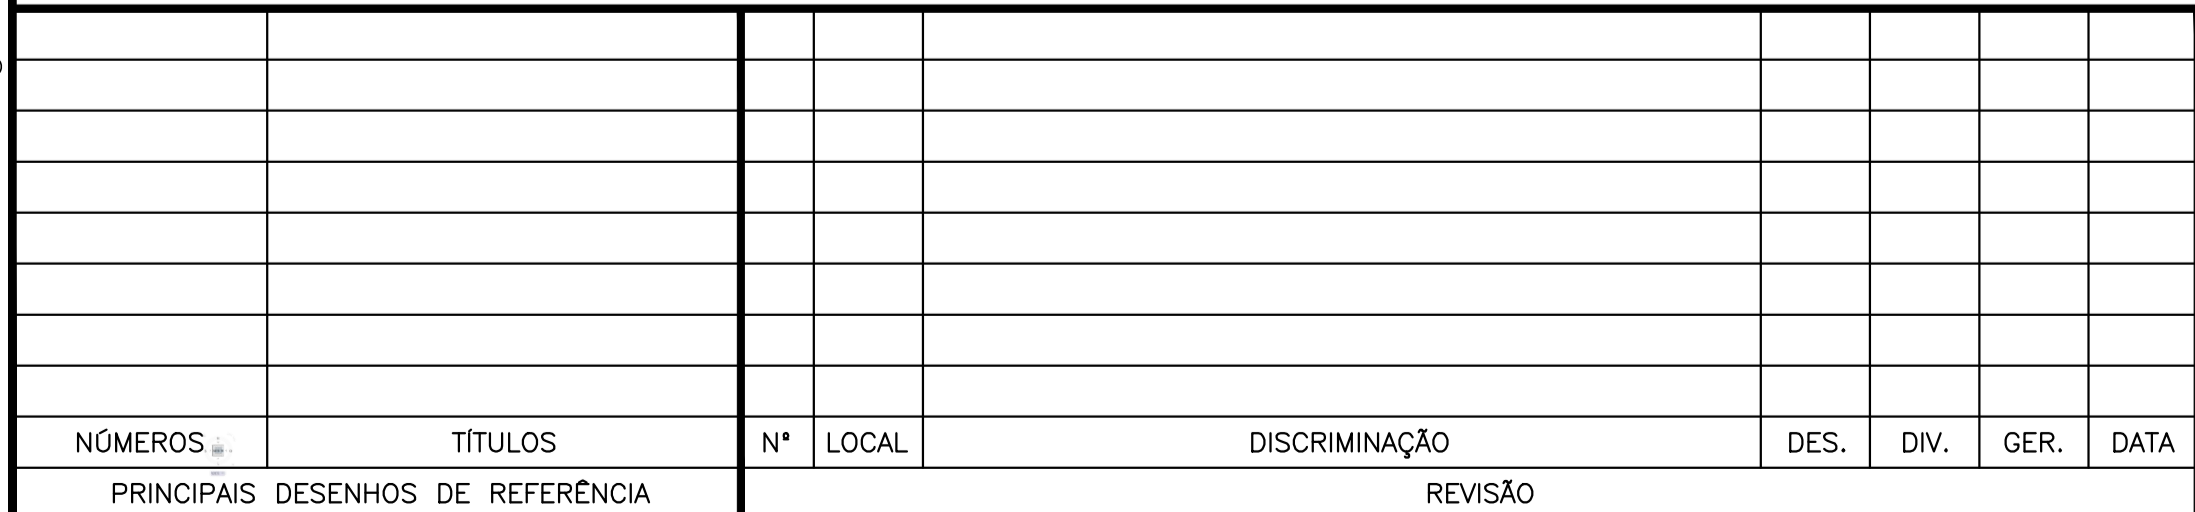 NÚMEROS TÍTULOS Nº LOCAL DISCRIMINAÇÃO DES. DIV. GER. DATA
PRINCIPAIS DESENHOS DE REFERÊNCIA REVISÃO